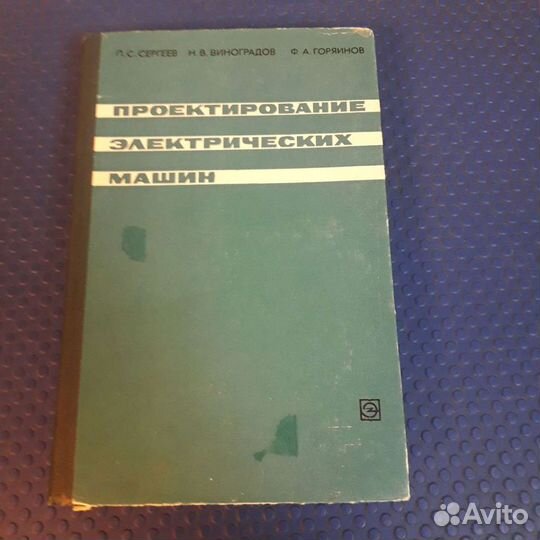 П. С. СЕРГЕЕВ Н. В. ВИНОГРАДОВ Ф. А. ГОРЯИНОВ
ПРОЕКТИРОВАНИЕ
ЭЛЕКТРИЧЕСКИХ
МАШИН
Avito